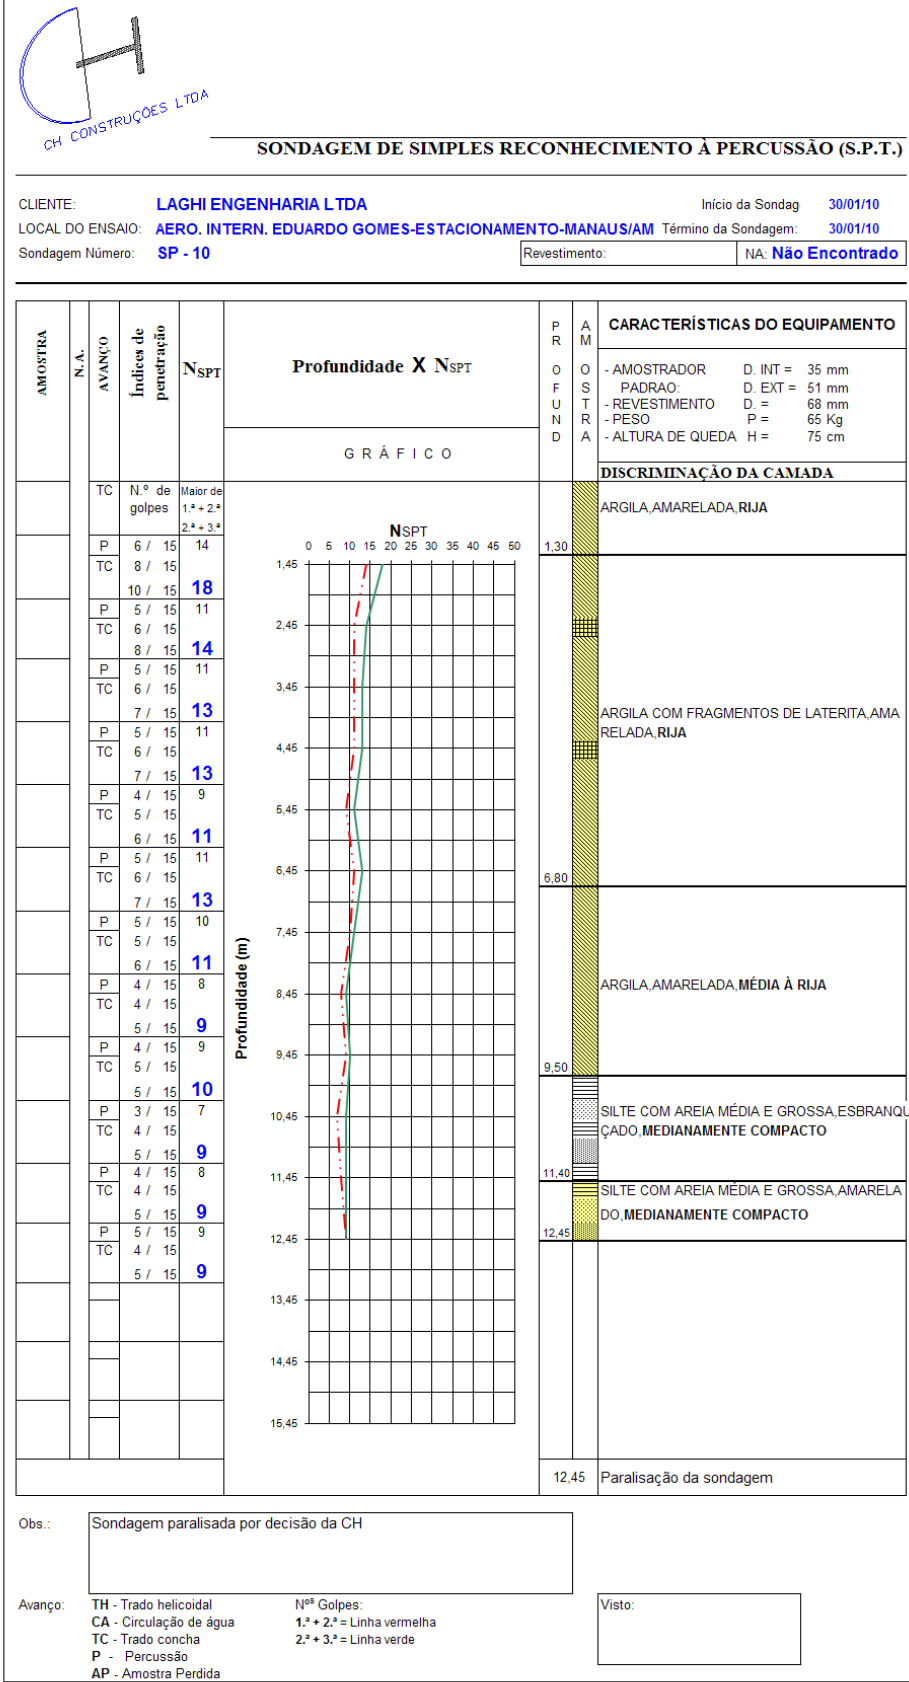 CH CONSTRUÇÕES LTDA
SONDAGEM DE SIMPLES RECONHECIMENTO À PERCUSSÃO (S.P.T.)
CLIENTE: LAGHI ENGENHARIA LTDA Início da Sondag 30/01/10
LOCAL DO ENSAIO: AERO. INTERN. EDUARDO GOMES-ESTACIONAMENTO-MANAUS/AM Término da Sondagem: 30/01/10
Sondagem Número: SP - 10 Revestimento: NA: Não Encontrado
AMOSTRA N. A. AVANÇO Índices de penetração NSPT Profundidade X NSPT PROFUND AMOSTRA
GRÁFICO
CARACTERÍSTICAS DO EQUIPAMENTO
- AMOSTRADOR D. INT = 35 mm
PADRAO: D. EXT = 51 mm
- REVESTIMENTO D. = 68 mm
- PESO P = 65 Kg
- ALTURA DE QUEDA H = 75 cm
DISCRIMINAÇÃO DA CAMADA
TC N.º de golpes Maior de 1.ª + 2.ª 2.ª + 3.ª
P 6 / 15 14
TC 8 / 15
10 / 15 18
P 5 / 15 11
TC 6 / 15
8 / 15 14
P 5 / 15 11
TC 6 / 15
7 / 15 13
P 5 / 15 11
TC 6 / 15
7 / 15 13
P 4 / 15 9
TC 5 / 15
6 / 15 11
P 5 / 15 11
TC 6 / 15
7 / 15 13
P 5 / 15 10
TC 5 / 15
6 / 15 11
P 4 / 15 8
TC 4 / 15
5 / 15 9
P 4 / 15 9
TC 5 / 15
5 / 15 10
P 3 / 15 7
TC 4 / 15
5 / 15 9
P 4 / 15 8
TC 4 / 15
5 / 15 9
P 5 / 15 9
TC 4 / 15
5 / 15 9
NSPT
0 5 10 15 20 25 30 35 40 45 50
Profundidade (m)
1,45
2,45
3,45
4,45
5,45
6,45
7,45
8,45
9,45
10,45
11,45
12,45
13,45
14,45
15,45
ARGILA,AMARELADA,RIJA
1,30
ARGILA COM FRAGMENTOS DE LATERITA,AMA
RELADA,RIJA
6,80
ARGILA,AMARELADA,MÉDIA À RIJA
9,50
SILTE COM AREIA MÉDIA E GROSSA,ESBRANQU
ÇADO,MEDIANAMENTE COMPACTO
11,40
SILTE COM AREIA MÉDIA E GROSSA,AMARELA
DO,MEDIANAMENTE COMPACTO
12,45
12,45 Paralisação da sondagem
Obs.: Sondagem paralisada por decisão da CH
Avanço: TH - Trado helicoidal Nºs Golpes: Visto:
CA - Circulação de água 1.ª + 2.ª = Linha vermelha
TC - Trado concha 2.ª + 3.ª = Linha verde
P - Percussão
AP - Amostra Perdida